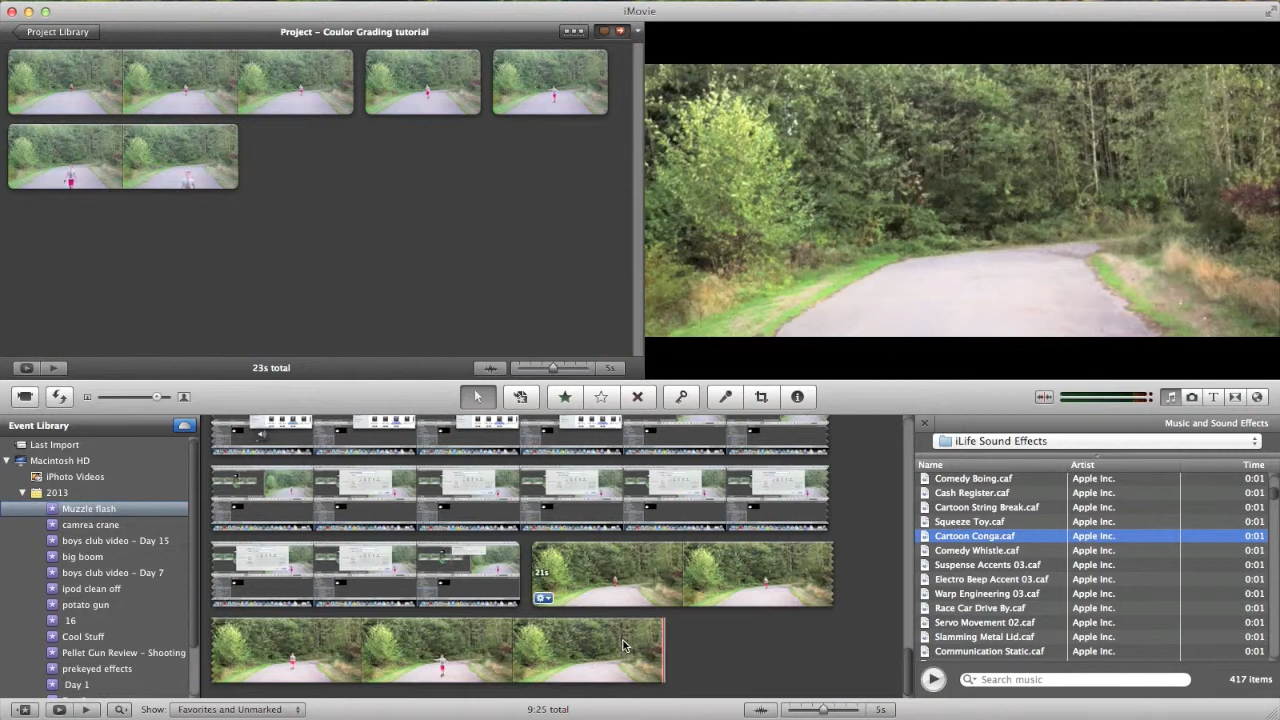 iMovie
Project Library
Project - Coulor Grading tutorial
23s total
5s
Event Library
Last Import
Macintosh HD
iPhoto Videos
2013
Muzzle flash
camrea crane
boys club video - Day 15
big boom
boys club video - Day 7
ipod clean off
potato gun
16
Cool Stuff
Pellet Gun Review - Shooting
prekeyed effects
Day 1
21s
Music and Sound Effects
iLife Sound Effects
Name Artist Time
Comedy Boing.caf Apple Inc. 0:01
Cash Register.caf Apple Inc. 0:01
Cartoon String Break.caf Apple Inc. 0:01
Squeeze Toy.caf Apple Inc. 0:01
Cartoon Conga.caf Apple Inc. 0:01
Comedy Whistle.caf Apple Inc. 0:01
Suspense Accents 03.caf Apple Inc. 0:01
Electro Beep Accent 03.caf Apple Inc. 0:01
Warp Engineering 03.caf Apple Inc. 0:01
Race Car Drive By.caf Apple Inc. 0:01
Servo Movement 02.caf Apple Inc. 0:01
Slamming Metal Lid.caf Apple Inc. 0:01
Communication Static.caf Apple Inc. 0:01
Search music
417 items
Show: Favorites and Unmarked
9:25 total
5s